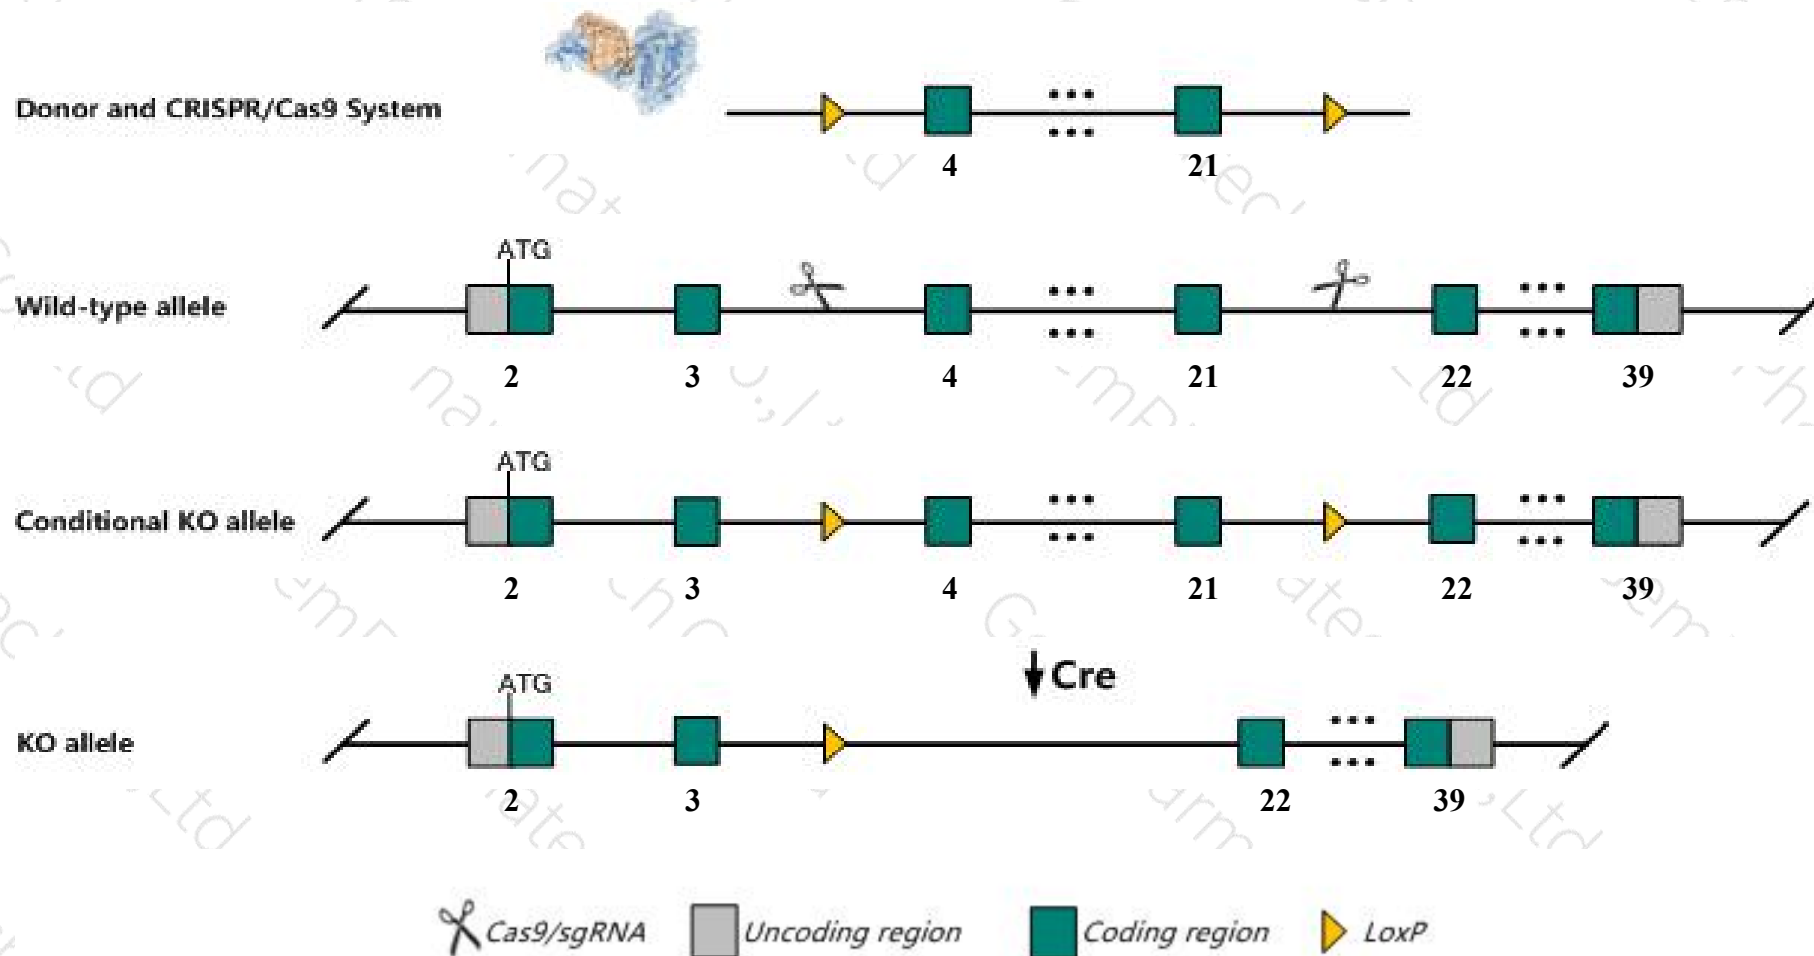 Donor and CRISPR/Cas9 System
4 21
ATG
Wild-type allele
2 3 4 21 22 39
ATG
Conditional KO allele
2 3 4 21 22 39
Cre
ATG
KO allele
2 3 22 39
Cas9/sgRNA Uncoding region Coding region LoxP